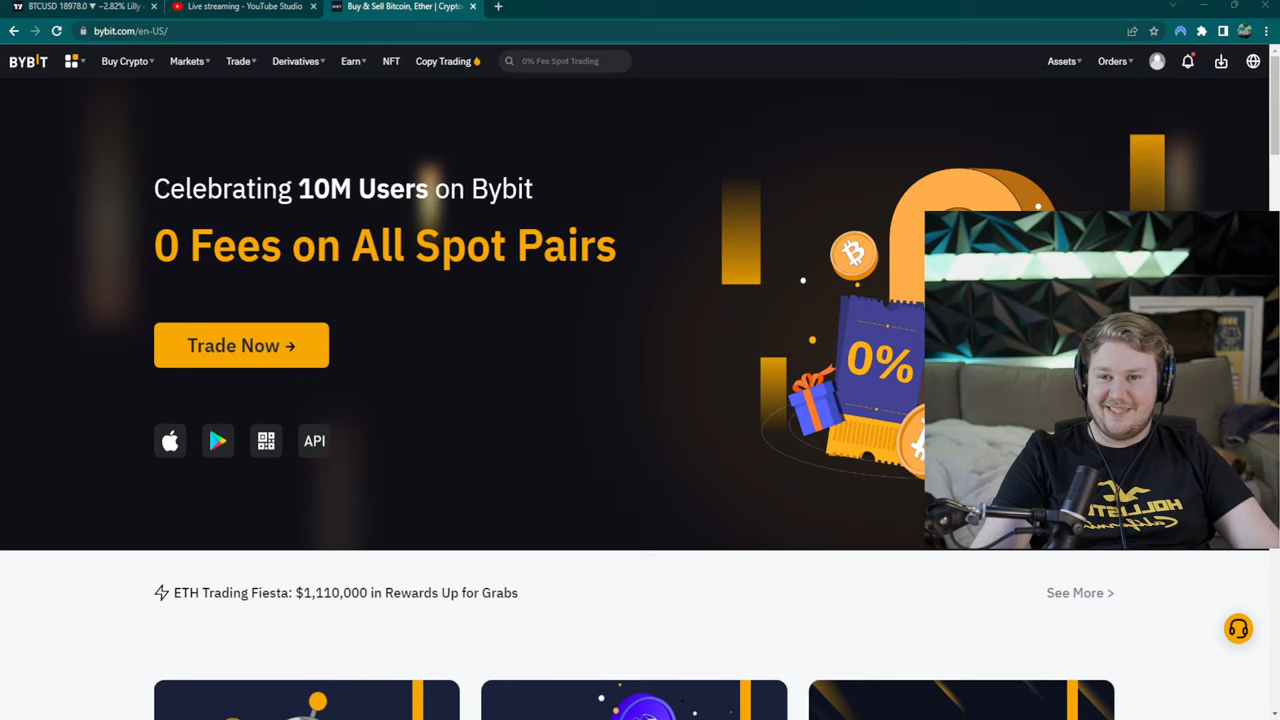 BTCUSD 18978.0 ▼ −2.82% Lilly
Live streaming - YouTube Studio
Buy & Sell Bitcoin, Ether | Crypto
bybit.com/en-US/
BYBIT
Buy Crypto
Markets
Trade
Derivatives
Earn
NFT
Copy Trading
0% Fee Spot Trading
Assets
Orders
Celebrating 10M Users on Bybit
0 Fees on All Spot Pairs
Trade Now →
API
0%
HOLLISTER
California
ETH Trading Fiesta: $1,110,000 in Rewards Up for Grabs
See More >